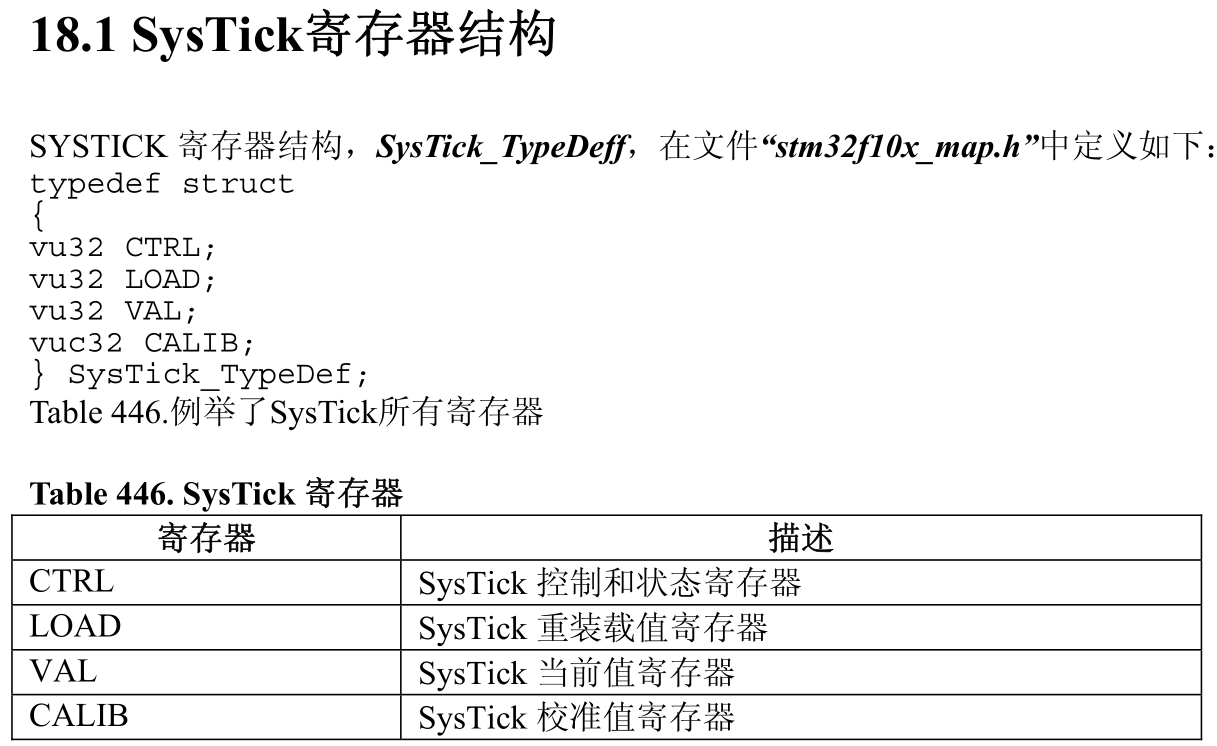 18.1 SysTick寄存器结构
SYSTICK 寄存器结构，SysTick_TypeDeff，在文件“stm32f10x_map.h”中定义如下：
typedef struct
{
vu32 CTRL;
vu32 LOAD;
vu32 VAL;
vuc32 CALIB;
} SysTick_TypeDef;
Table 446.例举了SysTick所有寄存器
Table 446. SysTick 寄存器
寄存器 描述
CTRL SysTick 控制和状态寄存器
LOAD SysTick 重装载值寄存器
VAL SysTick 当前值寄存器
CALIB SysTick 校准值寄存器